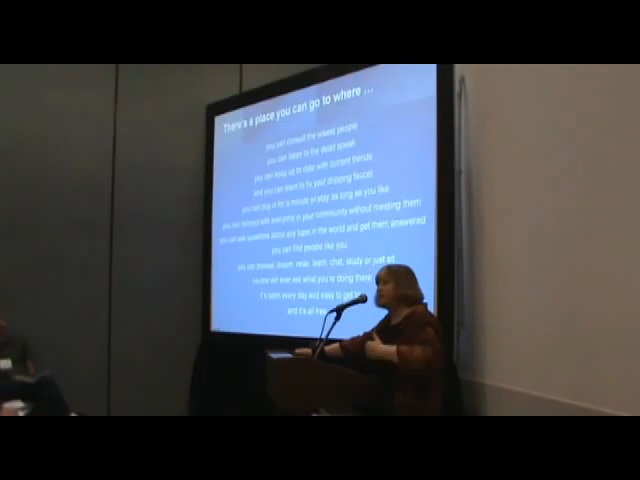 There's a place you can go to where ...
you can consult the wisest people
you can listen to the dead speak
you can keep up to date with current trends
and you can learn to fix your dripping faucet
you can pop in for a minute or stay as long as you like
you can connect with everyone in your community without meeting them
you can ask questions about any topic in the world and get them answered
you can find people like you
you can browse, dream, relax, learn, chat, study or just sit
no-one will ever ask what you're doing there
it's open every day and easy to get
and it's all free